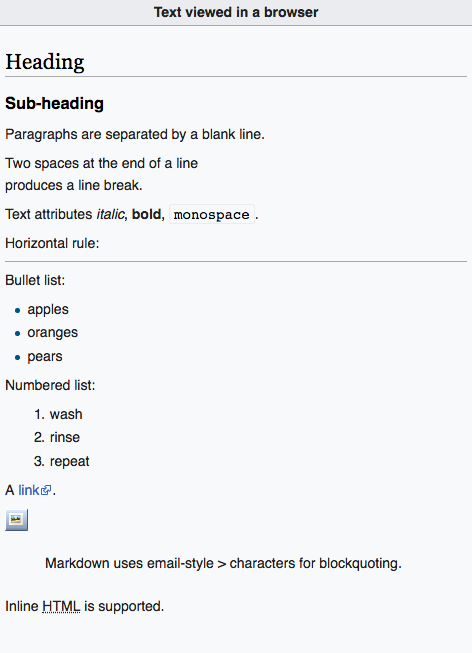 Text viewed in a browser
Heading
Sub-heading
Paragraphs are separated by a blank line.
Two spaces at the end of a line
produces a line break.
Text attributes italic, bold, monospace.
Horizontal rule:
Bullet list:
• apples
• oranges
• pears
Numbered list:
1. wash
2. rinse
3. repeat
A link.
Markdown uses email-style > characters for blockquoting.
Inline HTML is supported.